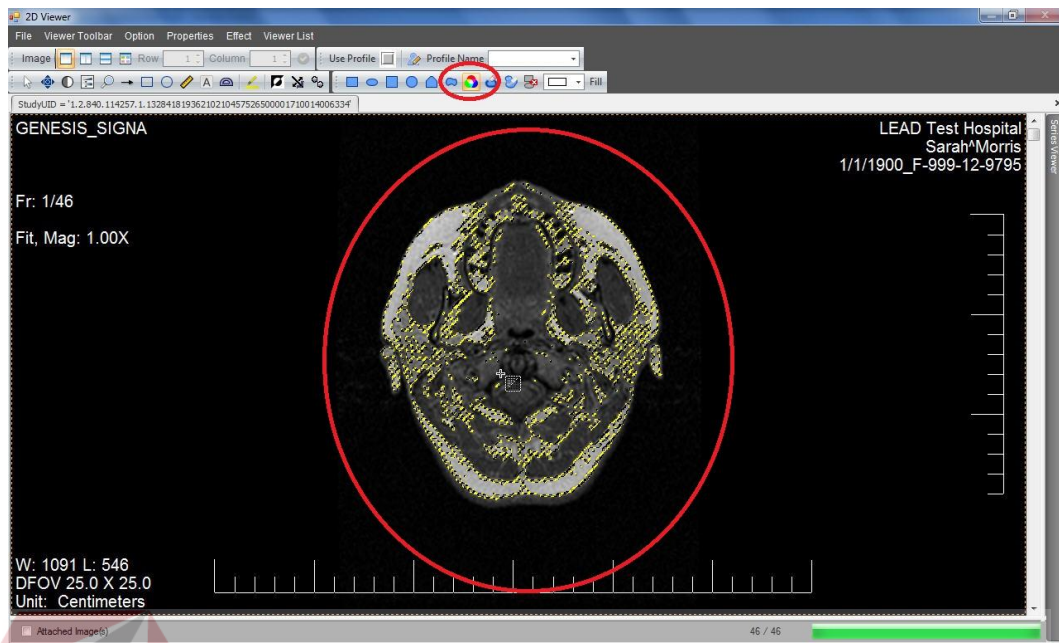 2D Viewer
File Viewer Toolbar Option Properties Effect Viewer List
Image Row 1 Column 1 Use Profile Profile Name
A Fill
StudyUID = '1.2.840.114257.1.13284181936210210457526500001710014006334'
GENESIS_SIGNA
LEAD Test Hospital
Sarah^Morris
1/1/1900_F-999-12-9795
Series Viewer
Fr: 1/46
Fit, Mag: 1.00X
W: 1091 L: 546
DFOV 25.0 X 25.0
Unit: Centimeters
Attached Image(s) 46 / 46